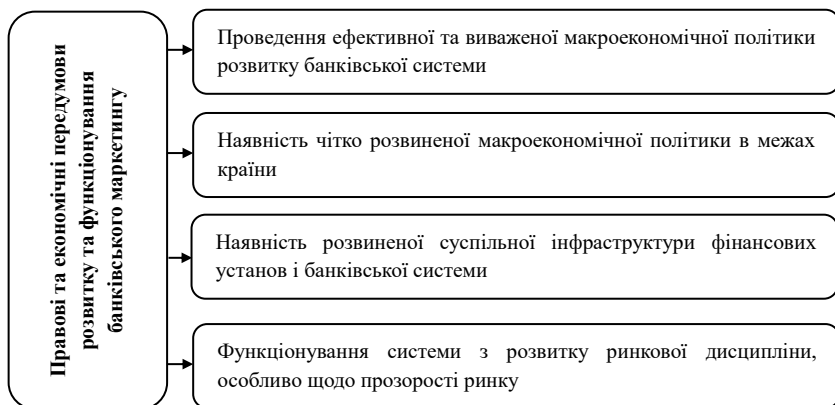 Правові та економічні передумови
розвитку та функціонування
банківського маркетингу
Проведення ефективної та виваженої макроекономічної політики
розвитку банківської системи
Наявність чітко розвиненої макроекономічної політики в межах
країни
Наявність розвиненої суспільної інфраструктури фінансових
установ і банківської системи
Функціонування системи з розвитку ринкової дисципліни,
особливо щодо прозорості ринку